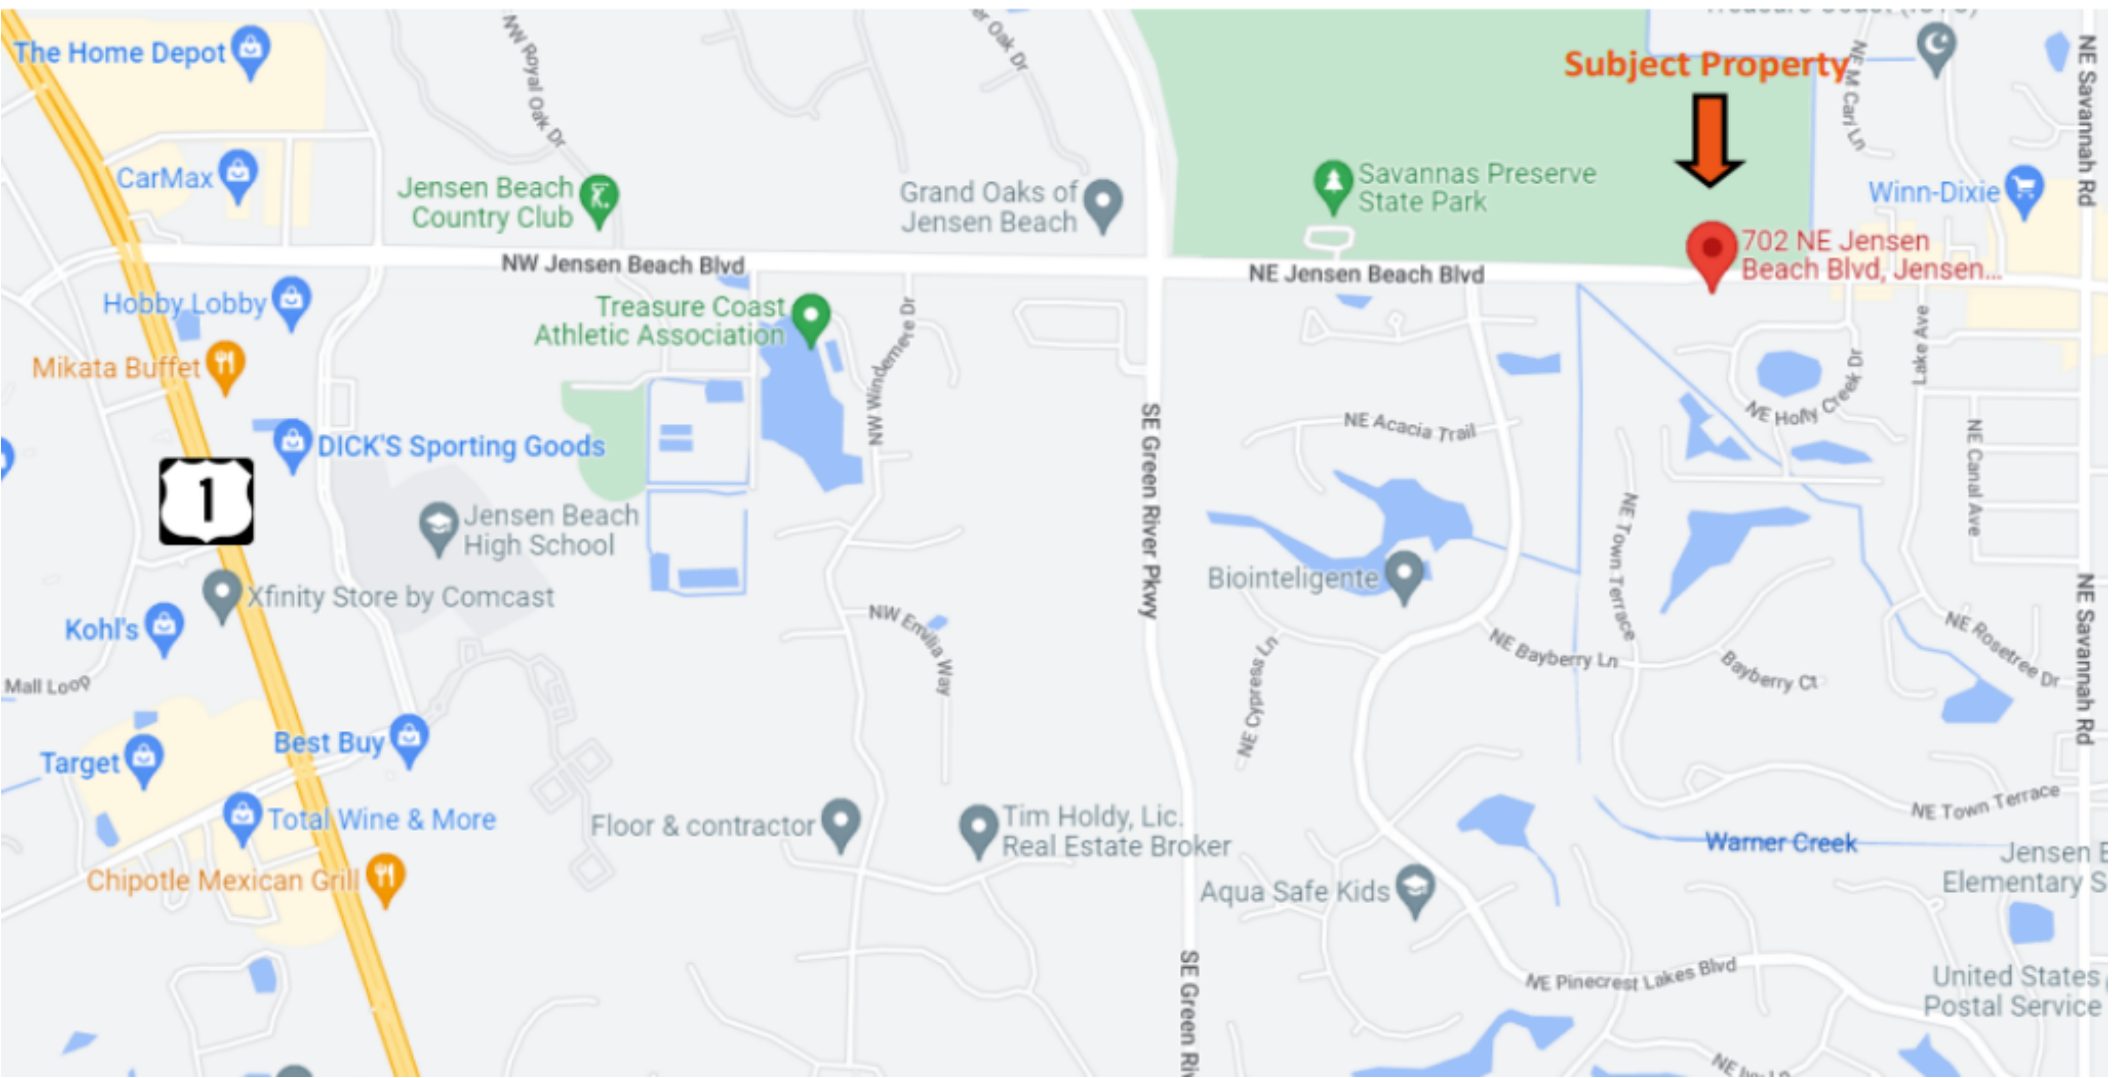 The Home Depot
NW Royal Oak Dr
er Oak Dr
Subject Property
NE M Cari Ln
NE Savannah Rd
CarMax
Jensen Beach
Country Club
Grand Oaks of
Jensen Beach
Savannas Preserve
State Park
Winn-Dixie
702 NE Jensen
Beach Blvd, Jensen...
NW Jensen Beach Blvd
NE Jensen Beach Blvd
Hobby Lobby
Treasure Coast
Athletic Association
NW Windemere Dr
Lake Ave
Mikata Buffet
NE Holly Creek Dr
NE Acacia Trail
SE Green River Pkwy
NE Canal Ave
DICK'S Sporting Goods
1
Jensen Beach
High School
NE Town Terrace
Biointeligente
Xfinity Store by Comcast
Kohl's
NW Emilia Way
NE Cypress Ln
NE Bayberry Ln
Bayberry Ct
NE Rosetree Dr
NE Savannah Rd
Mall Loop
Best Buy
Target
Total Wine & More
Floor & contractor
Tim Holdy, Lic.
Real Estate Broker
NE Town Terrace
Warner Creek
Jensen B
Elementary S
Chipotle Mexican Grill
Aqua Safe Kids
SE Green Riv
NE Pinecrest Lakes Blvd
United States
Postal Service